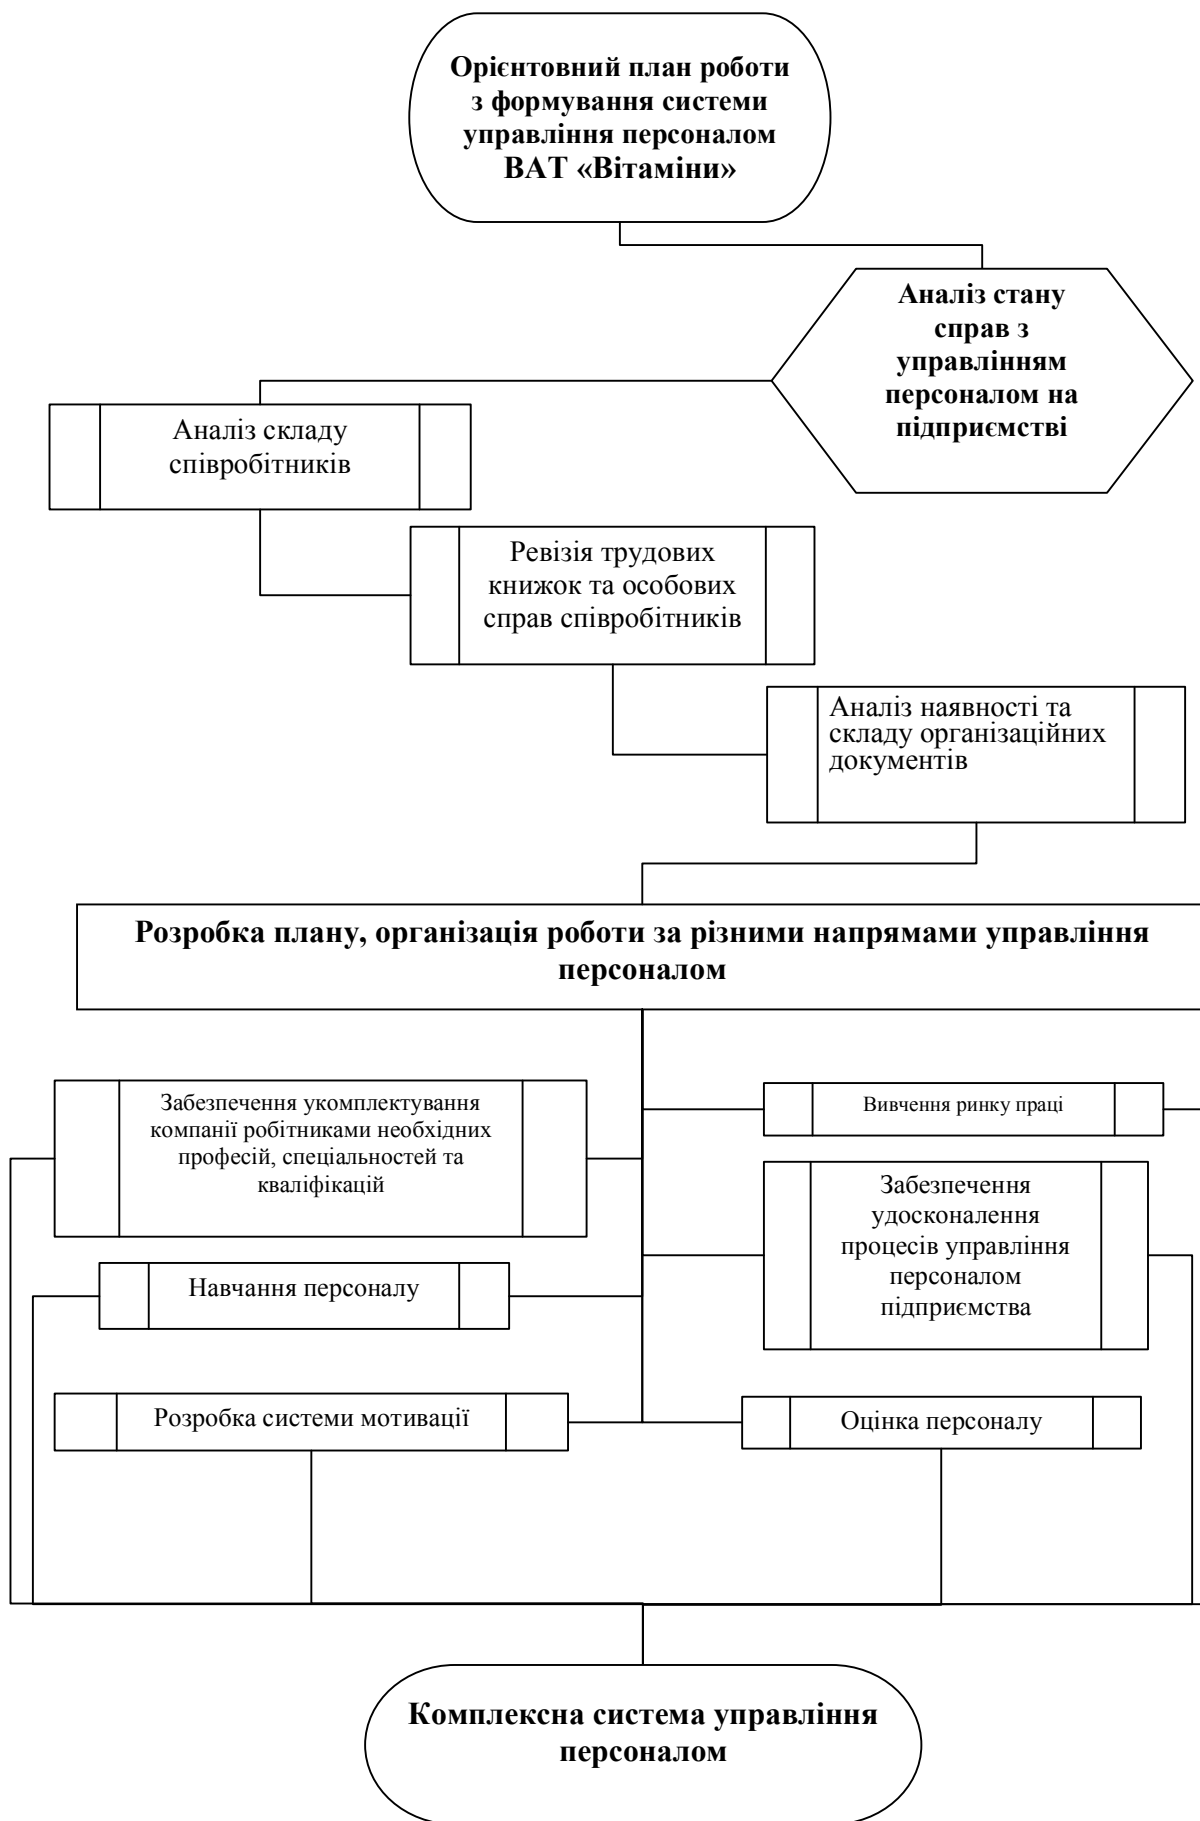 Орієнтовний план роботи
з формування системи
управління персоналом
ВАТ «Вітаміни»
Аналіз стану
справ з
управлінням
персоналом на
підприємстві
Аналіз складу
співробітників
Ревізія трудових
книжок та особових
справ співробітників
Аналіз наявності та
складу організаційних
документів
Розробка плану, організація роботи за різними напрямами управління
персоналом
Забезпечення укомплектування
компанії робітниками необхідних
професій, спеціальностей та
кваліфікацій
Вивчення ринку праці
Забезпечення
удосконалення
процесів управління
персоналом
підприємства
Навчання персоналу
Розробка системи мотивації
Оцінка персоналу
Комплексна система управління
персоналом